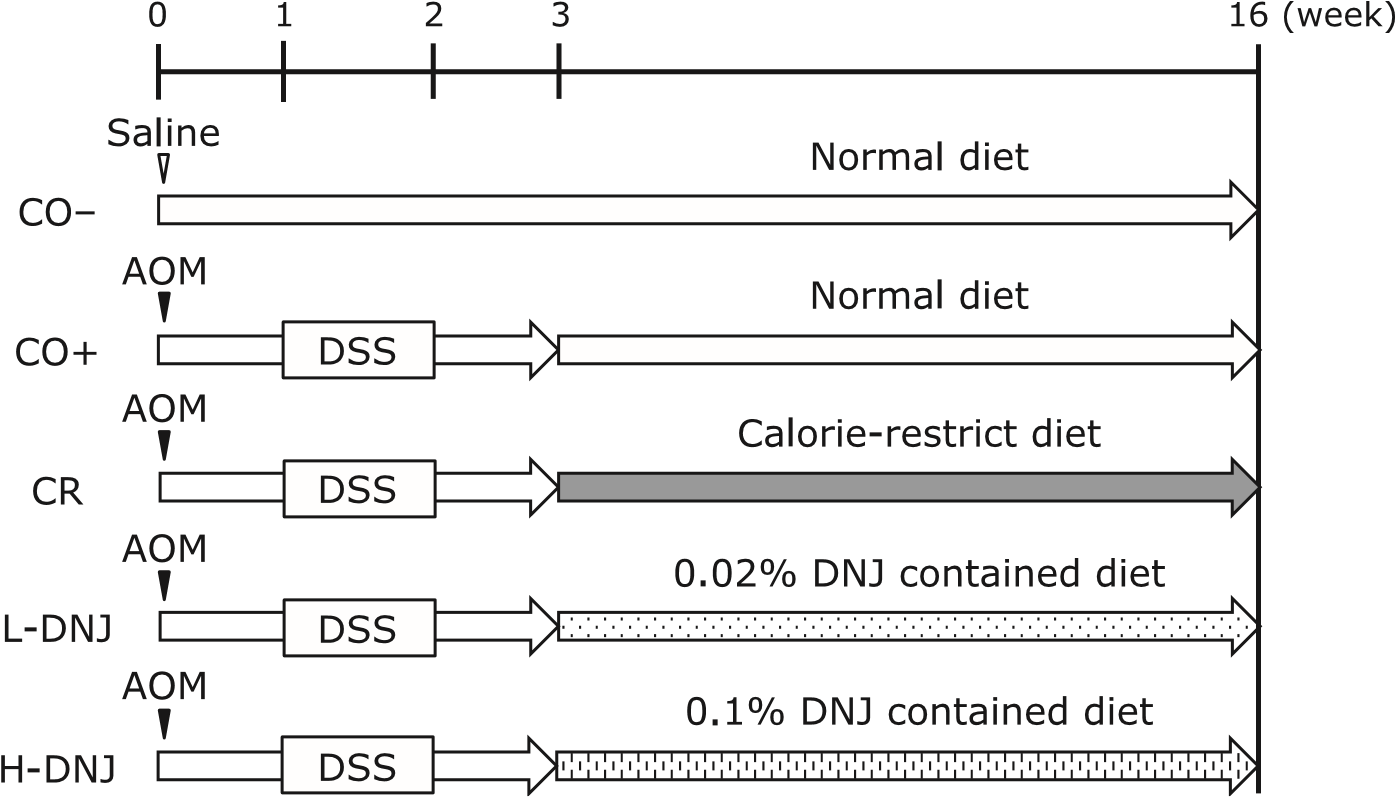 0 1 2 3 16 (week)
Saline
Normal diet
CO−
AOM
Normal diet
CO+
DSS
AOM
Calorie-restrict diet
CR
DSS
AOM
0.02% DNJ contained diet
L-DNJ
DSS
AOM
0.1% DNJ contained diet
H-DNJ
DSS